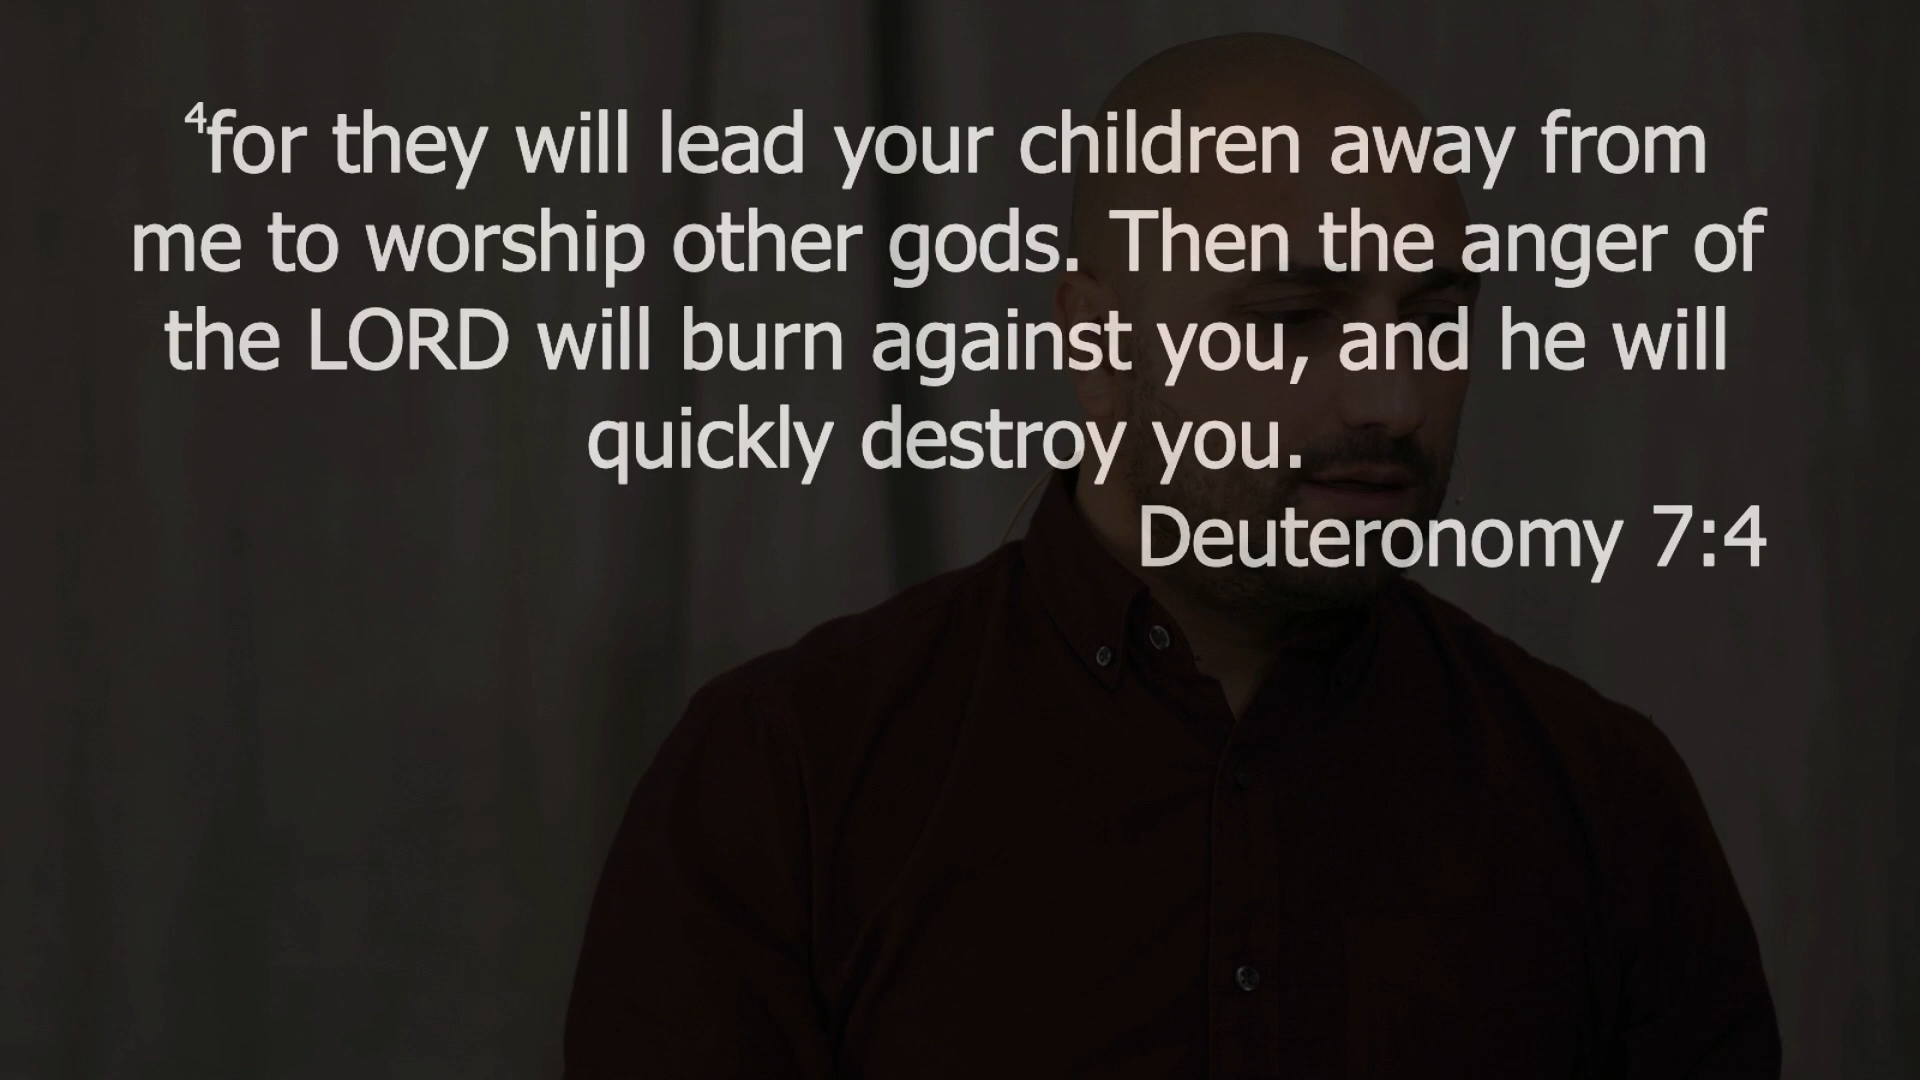 ⁴for they will lead your children away from
me to worship other gods. Then the anger of
the LORD will burn against you, and he will
quickly destroy you.
Deuteronomy 7:4